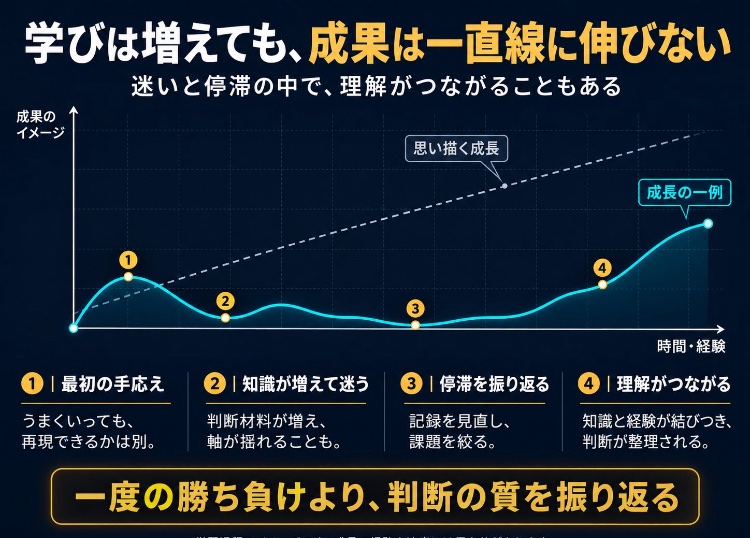 学びは増えても、成果は一直線に伸びない
迷いと停滞の中で、理解がつながることもある
成果の
イメージ
思い描く成長
成長の一例
1
2
3
4
時間・経験
1 | 最初の手応え
うまくいっても、
再現できるかは別。
2 | 知識が増えて迷う
判断材料が増え、
軸が揺れることも。
3 | 停滞を振り返る
記録を見直し、
課題を絞る。
4 | 理解がつながる
知識と経験が結びつき、
判断が整理される。
一度の勝ち負けより、判断の質を振り返る